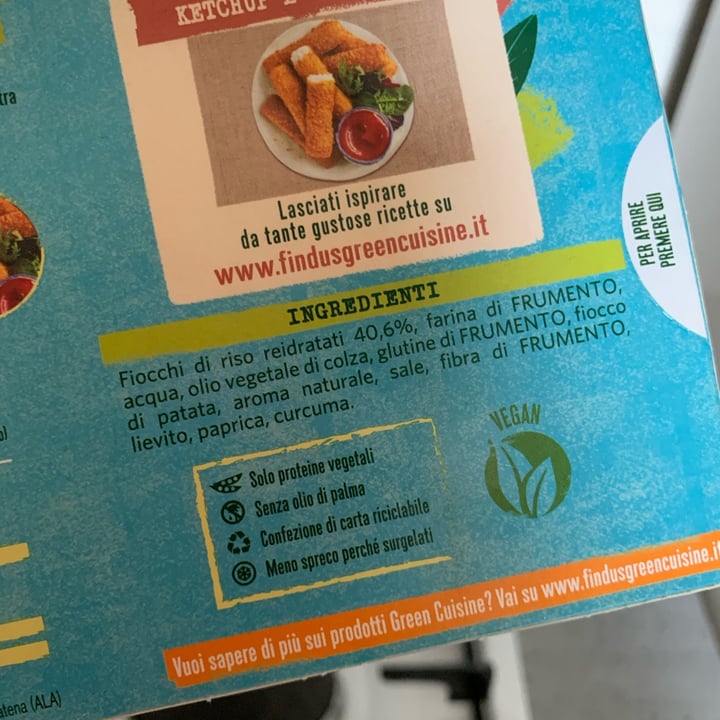 KETCHUP E
Lasciati ispirare
da tante gustose ricette su
www.findusgreencuisine.it
PER APRIRE
PREMERE QUI
INGREDIENTI
Fiocchi di riso reidratati 40,6%, farina di FRUMENTO,
acqua, olio vegetale di colza, glutine di FRUMENTO, fiocco
di patata, aroma naturale, sale, fibra di FRUMENTO,
lievito, paprica, curcuma.
VEGAN
Solo proteine vegetali
Senza olio di palma
Confezione di carta riciclabile
Meno spreco perché surgelati
Vuoi sapere di più sui prodotti Green Cuisine? Vai su www.findusgreencuisine.it
(ALA)